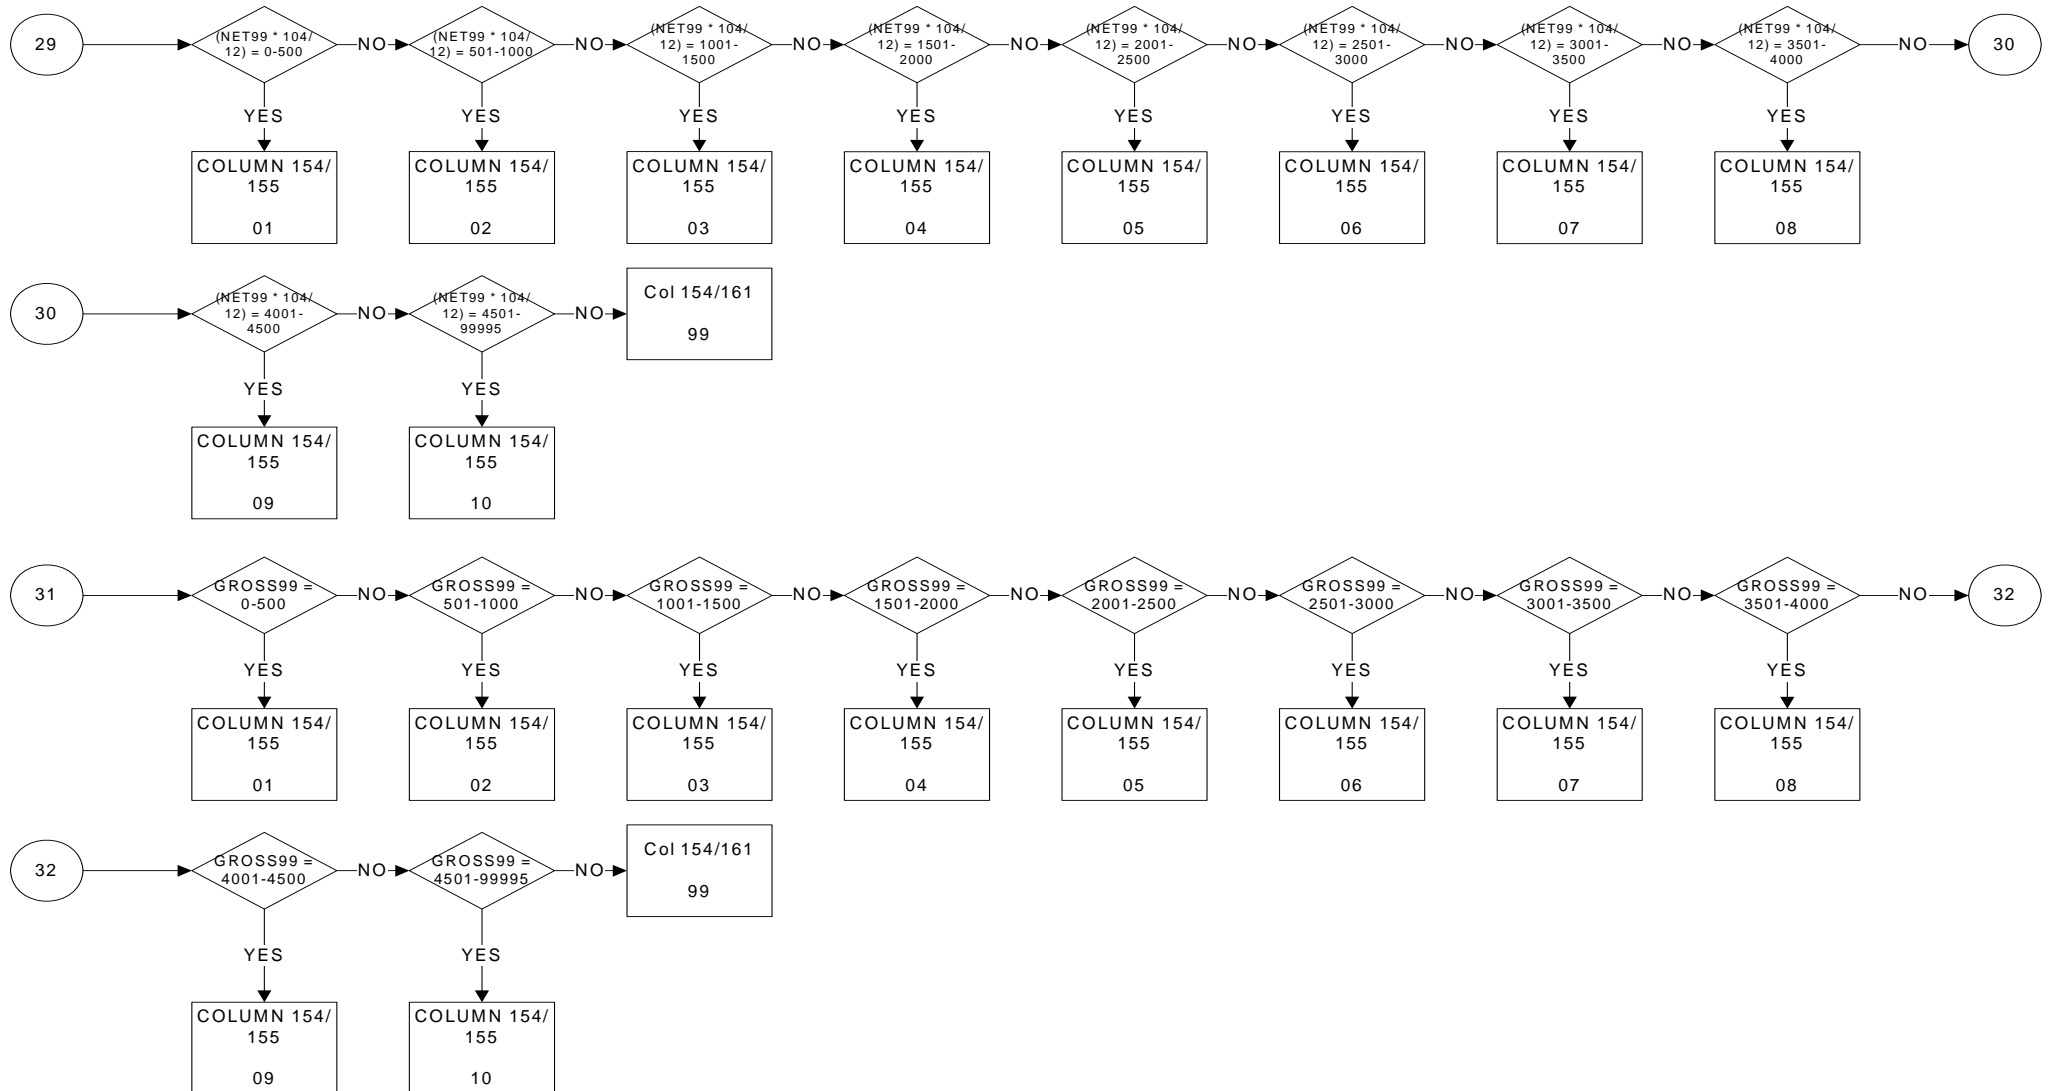 29
(NET99 * 104/
12) = 0-500
NO
(NET99 * 104/
12) = 501-1000
NO
(NET99 * 104/
12) = 1001-
1500
NO
(NET99 * 104/
12) = 1501-
2000
NO
(NET99 * 104/
12) = 2001-
2500
NO
(NET99 * 104/
12) = 2501-
3000
NO
(NET99 * 104/
12) = 3001-
3500
NO
(NET99 * 104/
12) = 3501-
4000
NO
30
YES
YES
YES
YES
YES
YES
YES
YES
COLUMN 154/
155
01
COLUMN 154/
155
02
COLUMN 154/
155
03
COLUMN 154/
155
04
COLUMN 154/
155
05
COLUMN 154/
155
06
COLUMN 154/
155
07
COLUMN 154/
155
08
30
(NET99 * 104/
12) = 4001-
4500
NO
(NET99 * 104/
12) = 4501-
99995
NO
Col 154/161
99
YES
YES
COLUMN 154/
155
09
COLUMN 154/
155
10
31
GROSS99 =
0-500
NO
GROSS99 =
501-1000
NO
GROSS99 =
1001-1500
NO
GROSS99 =
1501-2000
NO
GROSS99 =
2001-2500
NO
GROSS99 =
2501-3000
NO
GROSS99 =
3001-3500
NO
GROSS99 =
3501-4000
NO
32
YES
YES
YES
YES
YES
YES
YES
YES
COLUMN 154/
155
01
COLUMN 154/
155
02
COLUMN 154/
155
03
COLUMN 154/
155
04
COLUMN 154/
155
05
COLUMN 154/
155
06
COLUMN 154/
155
07
COLUMN 154/
155
08
32
GROSS99 =
4001-4500
NO
GROSS99 =
4501-99995
NO
Col 154/161
99
YES
YES
COLUMN 154/
155
09
COLUMN 154/
155
10